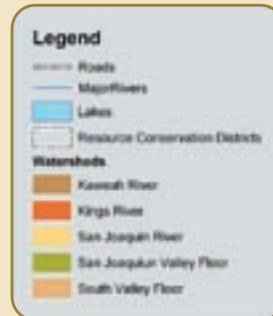 Legend
Roads
MajorRivers
Lakes
Resource Conservation Districts
Watersheds
Kaweah River
Kings River
San Joaquin River
San Joaquiun Valley Floor
South Valley Floor